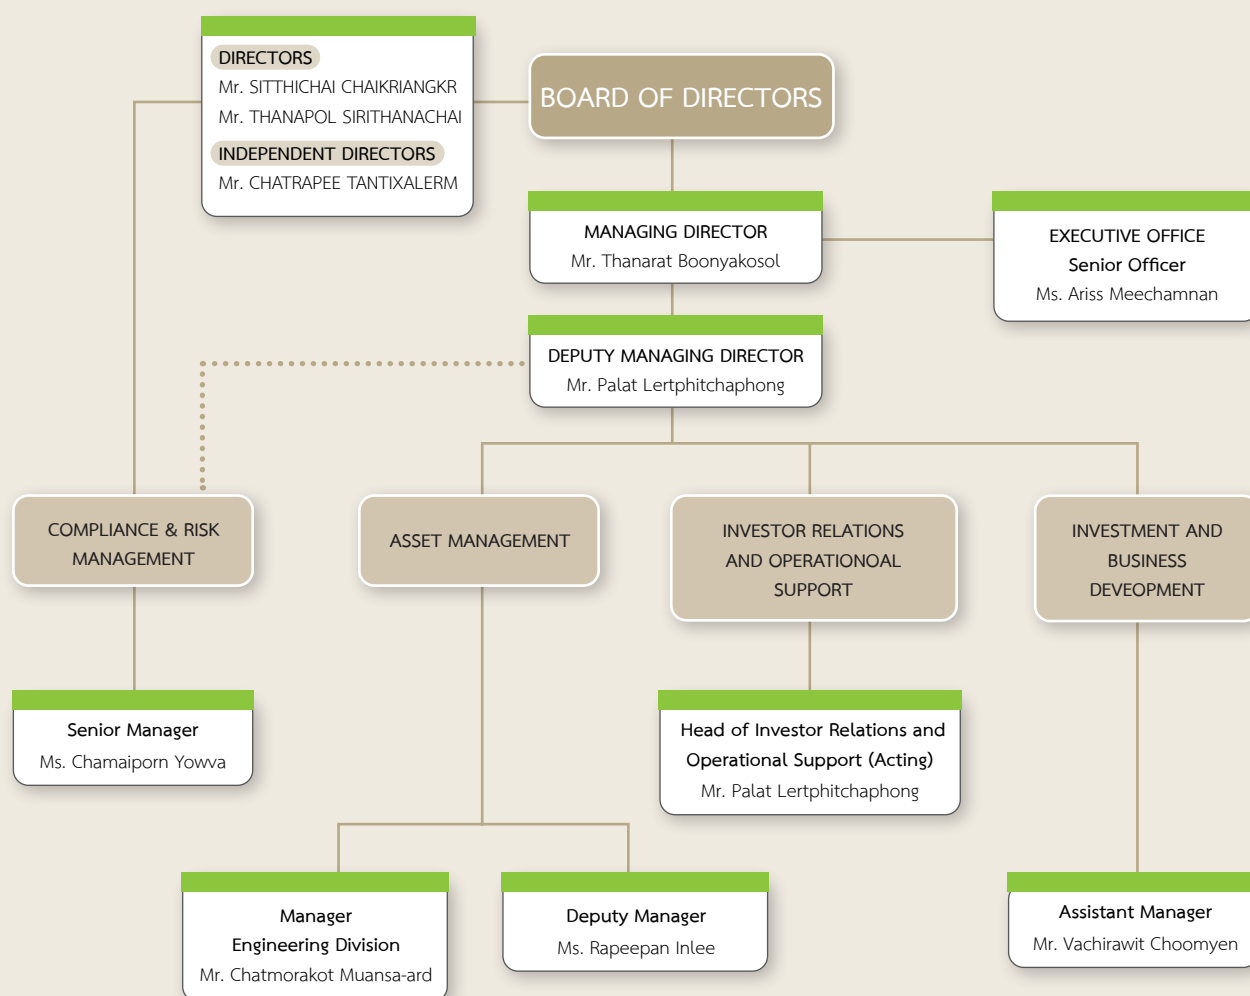 DIRECTORS
Mr. SITTHICHAI CHAIKRIANGKR
Mr. THANAPOL SIRITHANACHAI
INDEPENDENT DIRECTORS
Mr. CHATRAPEE TANTIXALERM
BOARD OF DIRECTORS
MANAGING DIRECTOR
Mr. Thanarat Boonyakosol
EXECUTIVE OFFICE
Senior Officer
Ms. Ariss Meechamnan
DEPUTY MANAGING DIRECTOR
Mr. Palat Lertphitchaphong
COMPLIANCE & RISK
MANAGEMENT
ASSET MANAGEMENT
INVESTOR RELATIONS
AND OPERATIONOAL
SUPPORT
INVESTMENT AND
BUSINESS
DEVEOPMENT
Senior Manager
Ms. Chamaiporn Yowva
Head of Investor Relations and
Operational Support (Acting)
Mr. Palat Lertphitchaphong
Manager
Engineering Division
Mr. Chatmorakot Muansa-ard
Deputy Manager
Ms. Rapeepan Inlee
Assistant Manager
Mr. Vachirawit Choomyen